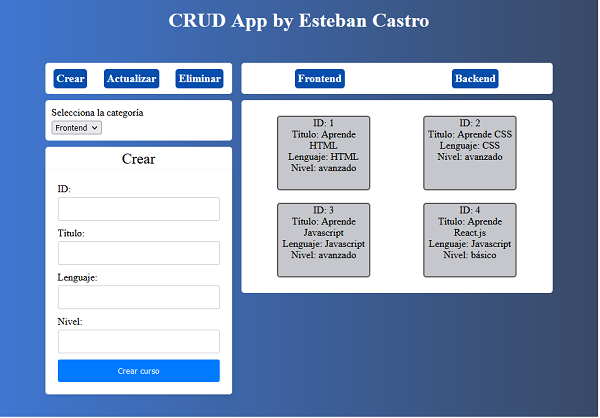 CRUD App by Esteban Castro
Crear Actualizar Eliminar
Selecciona la categoría
Frontend
Crear
ID:
Título:
Lenguaje:
Nivel:
Crear curso
Frontend Backend
ID: 1
Título: Aprende
HTML
Lenguaje: HTML
Nivel: avanzado
ID: 2
Título: Aprende CSS
Lenguaje: CSS
Nivel: avanzado
ID: 3
Título: Aprende
Javascript
Lenguaje: Javascript
Nivel: avanzado
ID: 4
Título: Aprende
React.js
Lenguaje: Javascript
Nivel: básico